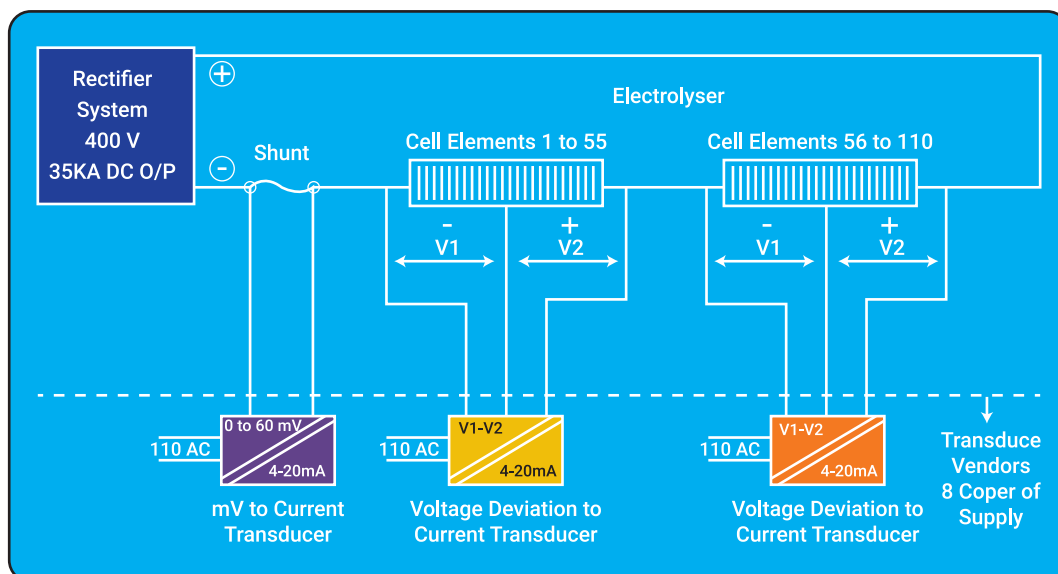 Rectifier
System
400 V
35KA DC O/P
+
-
Shunt
Electrolyser
Cell Elements 1 to 55
Cell Elements 56 to 110
-
+
V1
V2
-
+
V1
V2
110 AC
0 to 60 mV
4-20mA
mV to Current
Transducer
110 AC
V1-V2
4-20mA
Voltage Deviation to
Current Transducer
110 AC
V1-V2
4-20mA
Voltage Deviation to
Current Transducer
Transduce
Vendors
8 Coper of
Supply